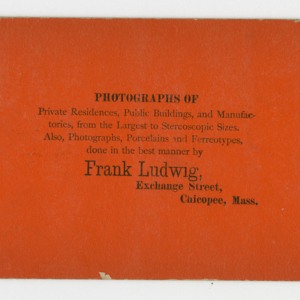 PHOTOGRAPHS OF
Private Residences, Public Buildings, and Manufac-
tories, from the Largest to Stereoscopic Sizes.
Also, Photographs, Porcelains and Ferreotypes,
done in the best manner by
Frank Ludwig,
Exchange Street,
Chicopee, Mass.